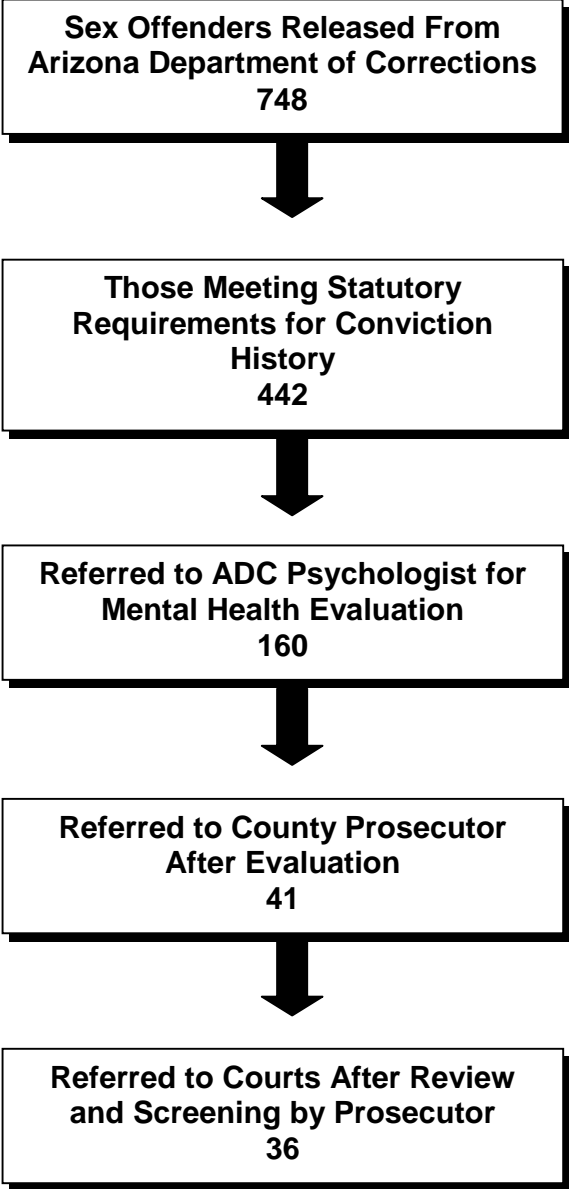 Sex Offenders Released From
Arizona Department of Corrections
748
Those Meeting Statutory
Requirements for Conviction
History
442
Referred to ADC Psychologist for
Mental Health Evaluation
160
Referred to County Prosecutor
After Evaluation
41
Referred to Courts After Review
and Screening by Prosecutor
36